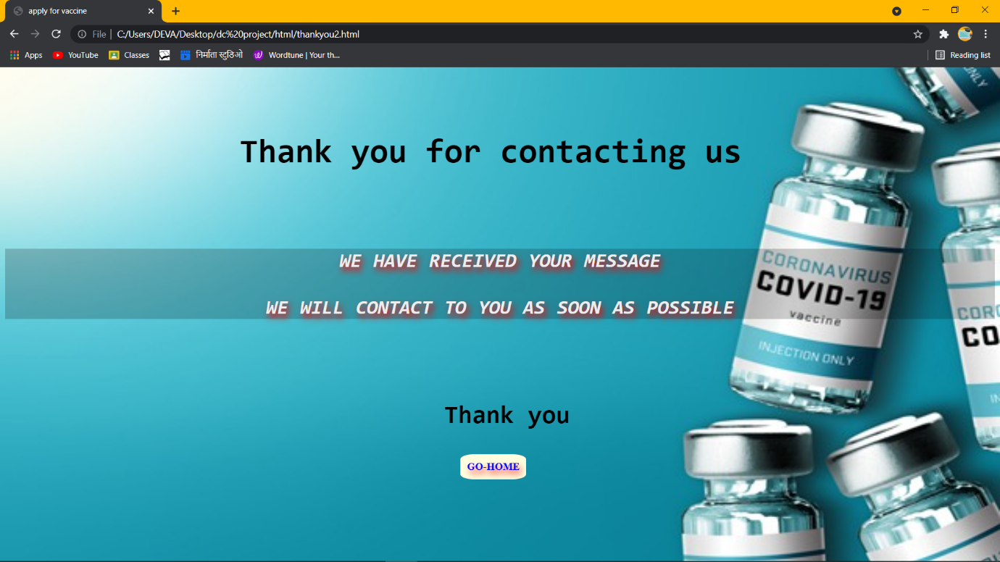 apply for vaccine
File | C:/Users/DEVA/Desktop/dc%20project/html/thankyou2.html
Apps YouTube Classes निर्माता स्टुडिओ Wordtune | Your th... Reading list
ONLY
Thank you for contacting us
WE HAVE RECEIVED YOUR MESSAGE
WE WILL CONTACT TO YOU AS SOON AS POSSIBLE
CORONAVIRUS
COVID-19
vaccine
INJECTION ONLY
CORO
CO
IN
Thank you
GO-HOME